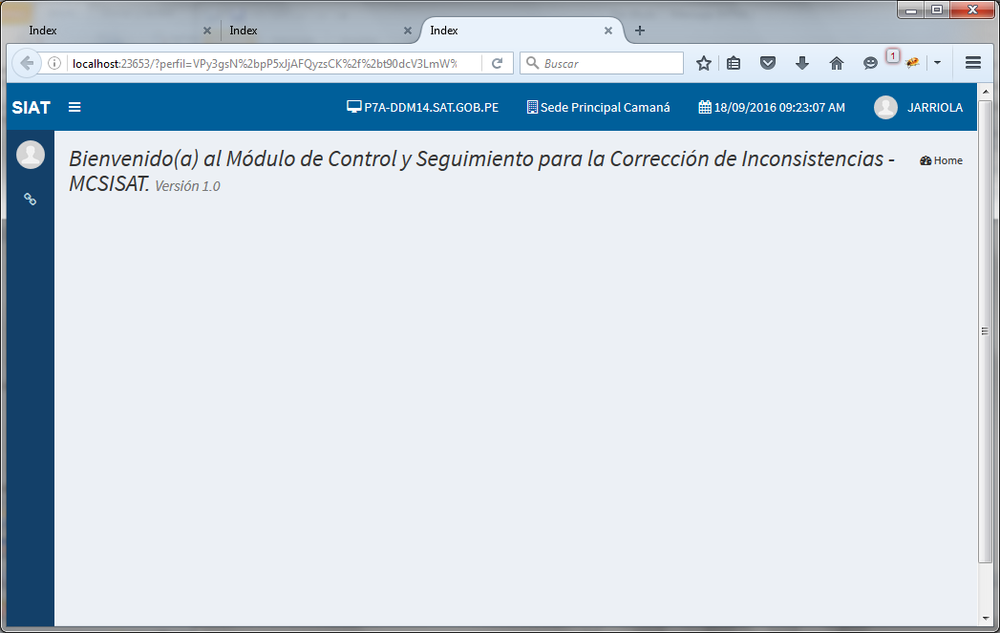 Index
Index
Index
localhost:23653/?perfil=VPy3gsN%2bpP5xJjAFQyzsCK%2f%2bt90dcV3LmW%
Buscar
1
SIAT
P7A-DDM14.SAT.GOB.PE
Sede Principal Camaná
18/09/2016 09:23:07 AM
JARRIOLA
Bienvenido(a) al Módulo de Control y Seguimiento para la Corrección de Inconsistencias -
MCSISAT. Versión 1.0
Home